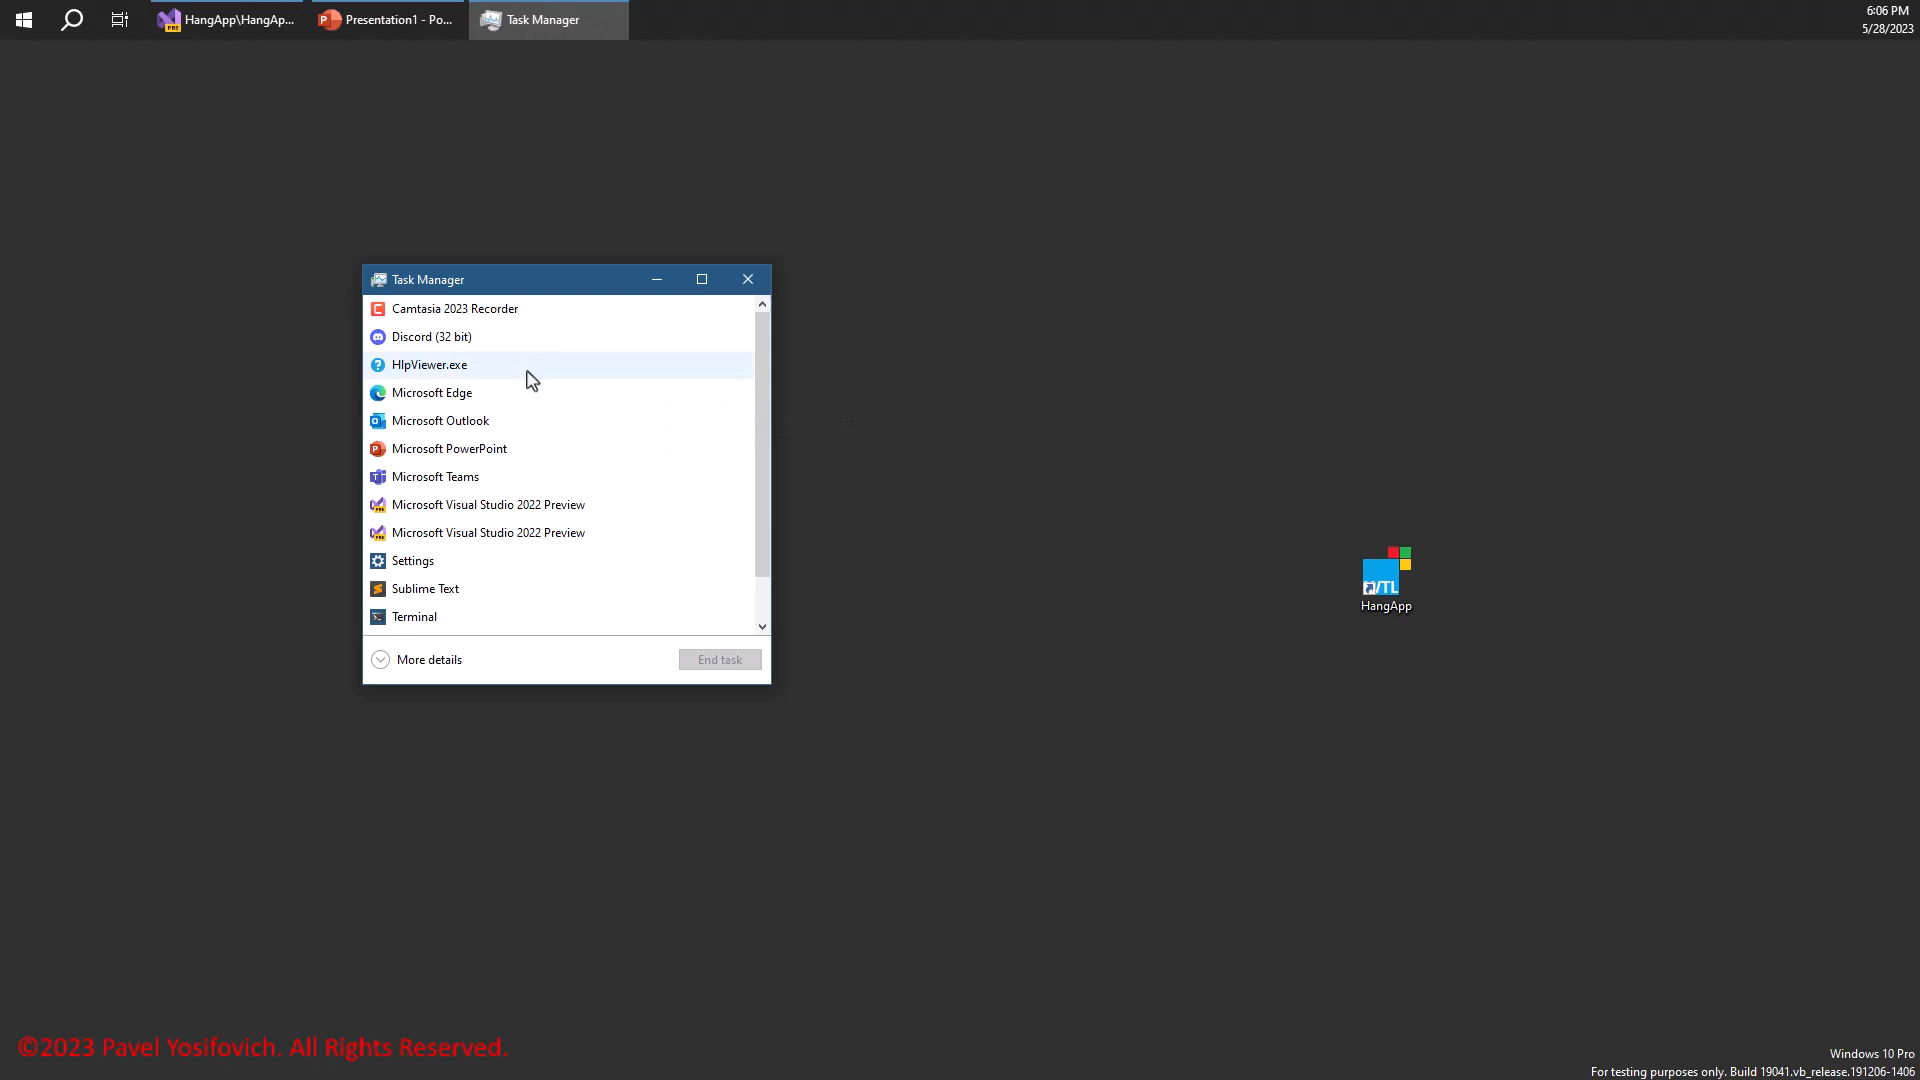 HangApp\HangAp...
Presentation1 - Po...
Task Manager
6:06 PM
5/28/2023
Task Manager
Camtasia 2023 Recorder
Discord (32 bit)
HlpViewer.exe
Microsoft Edge
Microsoft Outlook
Microsoft PowerPoint
Microsoft Teams
Microsoft Visual Studio 2022 Preview
Microsoft Visual Studio 2022 Preview
Settings
Sublime Text
Terminal
More details
End task
HangApp
©2023 Pavel Yosifovich. All Rights Reserved.
Windows 10 Pro
For testing purposes only. Build 19041.vb_release.191206-1406